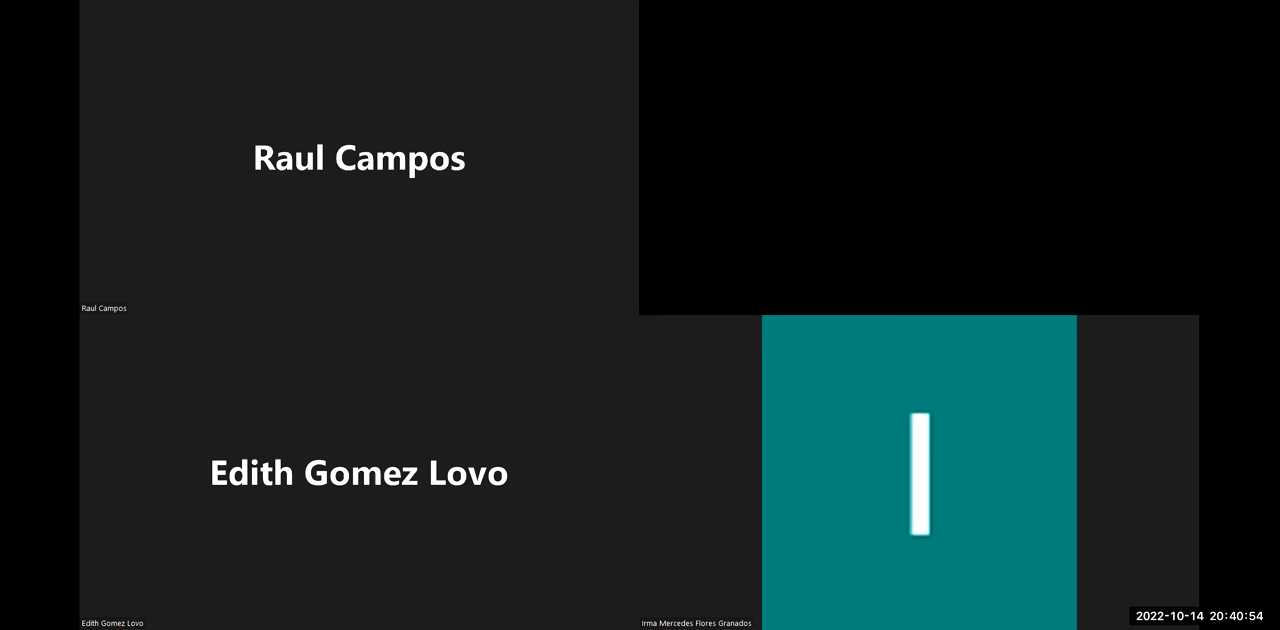 Raul Campos
Raul Campos
Edith Gomez Lovo
I
Edith Gomez Lovo
Irma Mercedes Flores Granados
2022-10-14 20:40:54